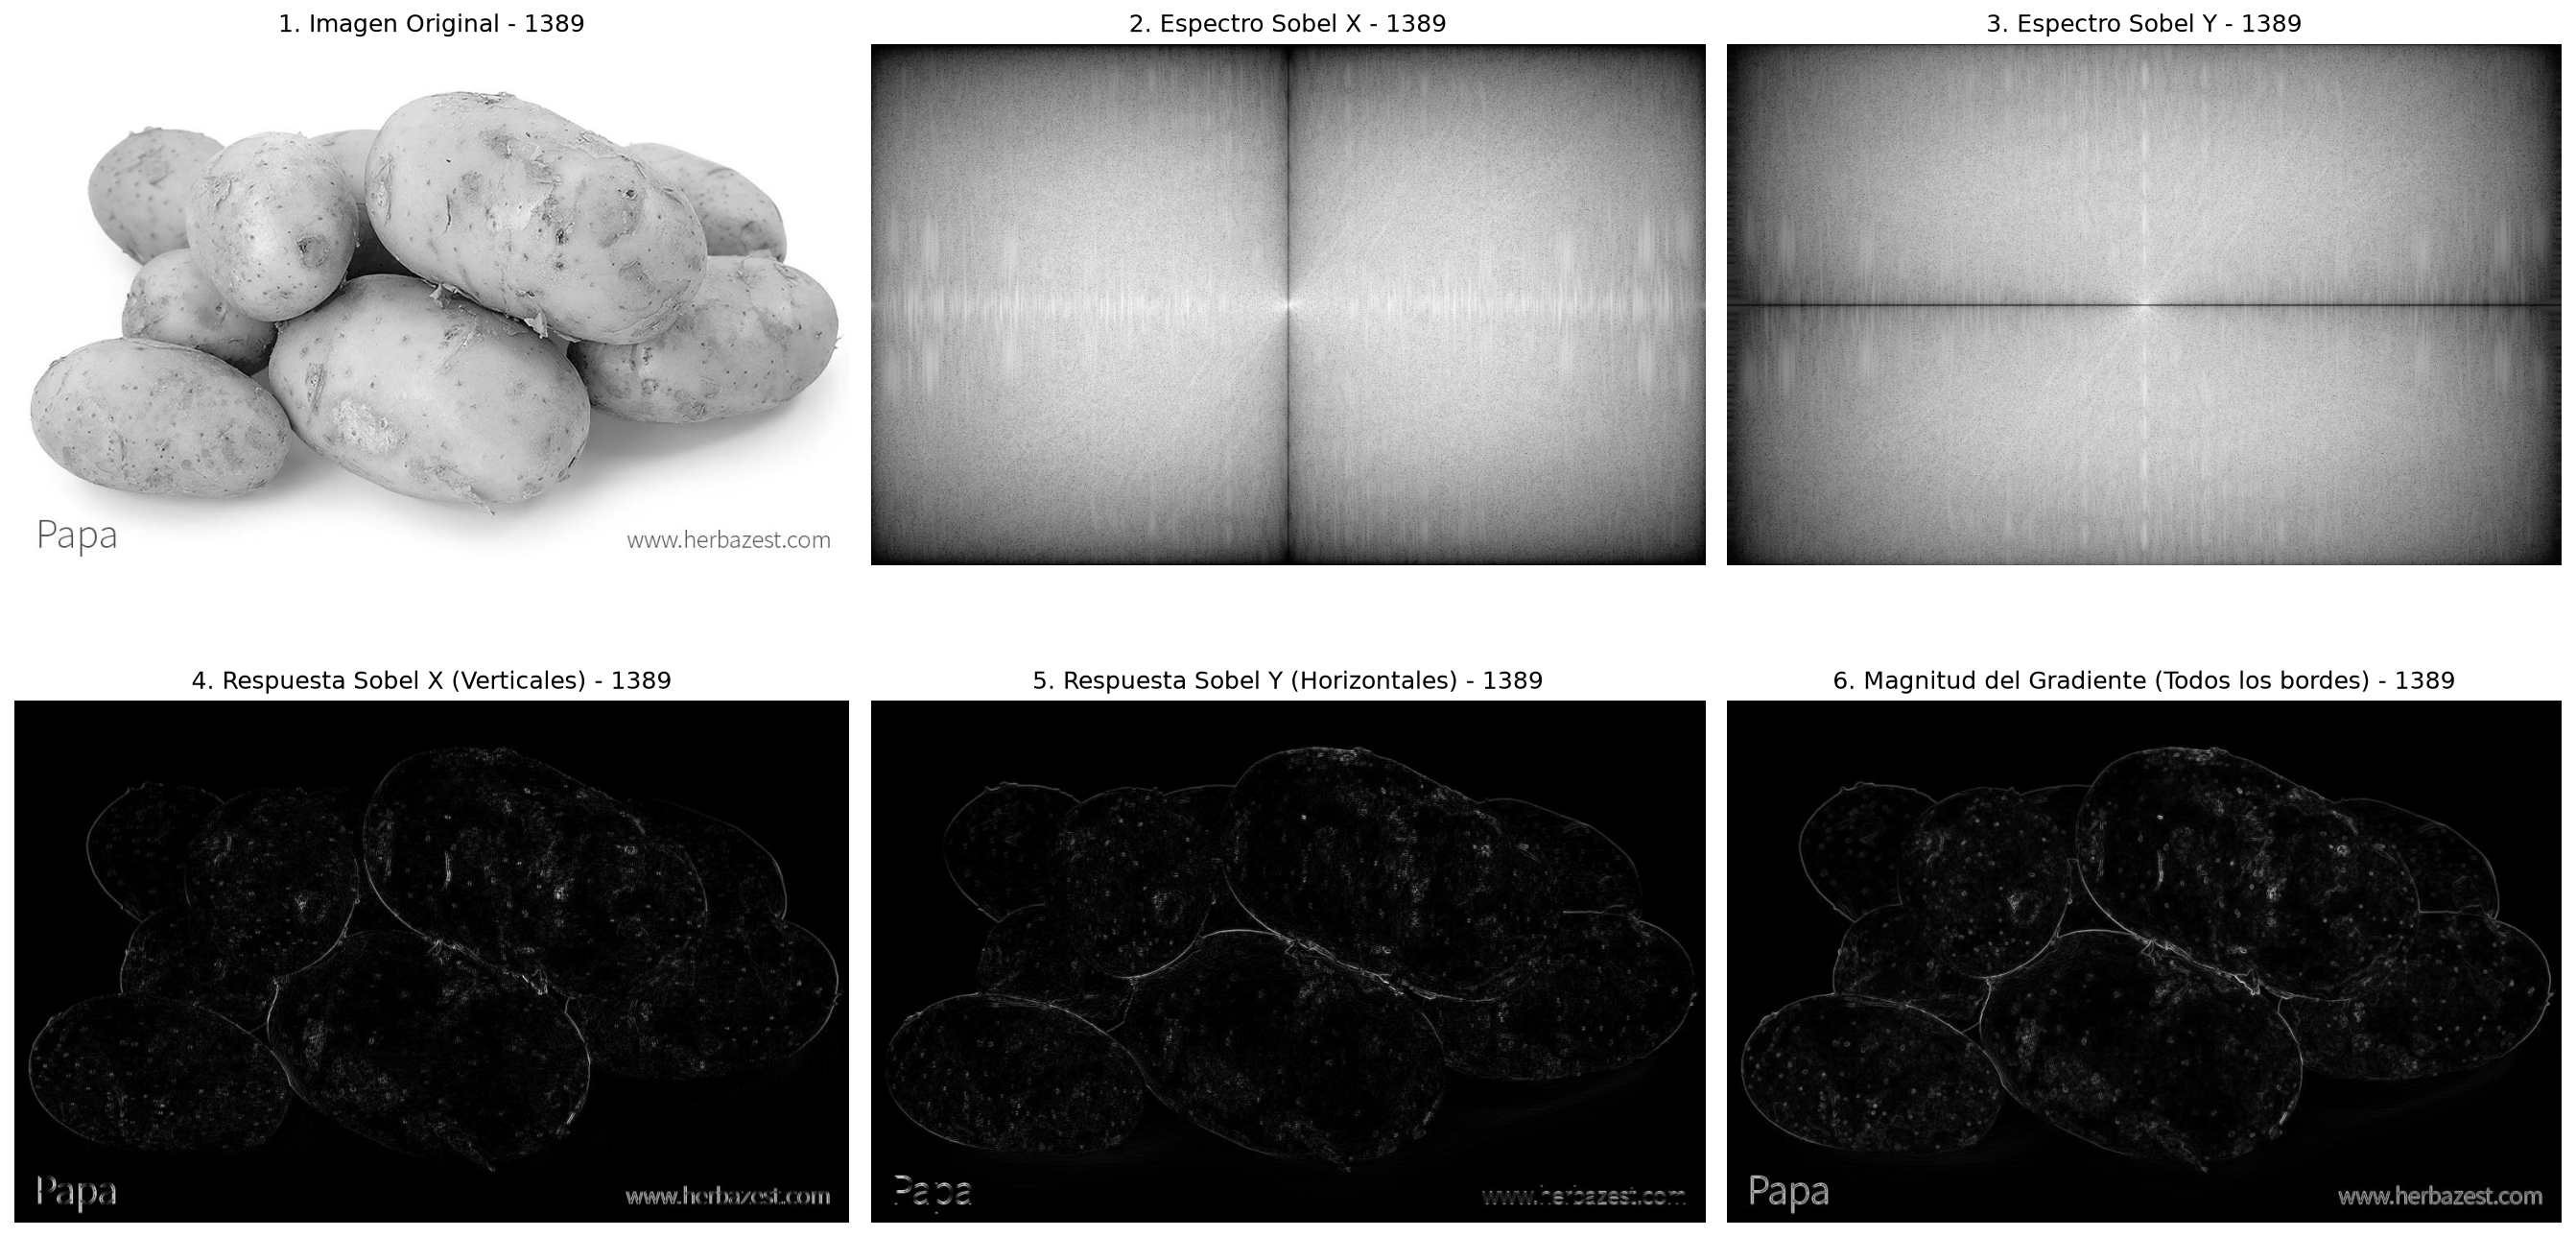 1. Imagen Original - 1389
2. Espectro Sobel X - 1389
3. Espectro Sobel Y - 1389
Papa
www.herbazest.com
4. Respuesta Sobel X (Verticales) - 1389
5. Respuesta Sobel Y (Horizontales) - 1389
6. Magnitud del Gradiente (Todos los bordes) - 1389
Papa
www.herbazest.com
Papa
www.herbazest.com
Papa
www.herbazest.com